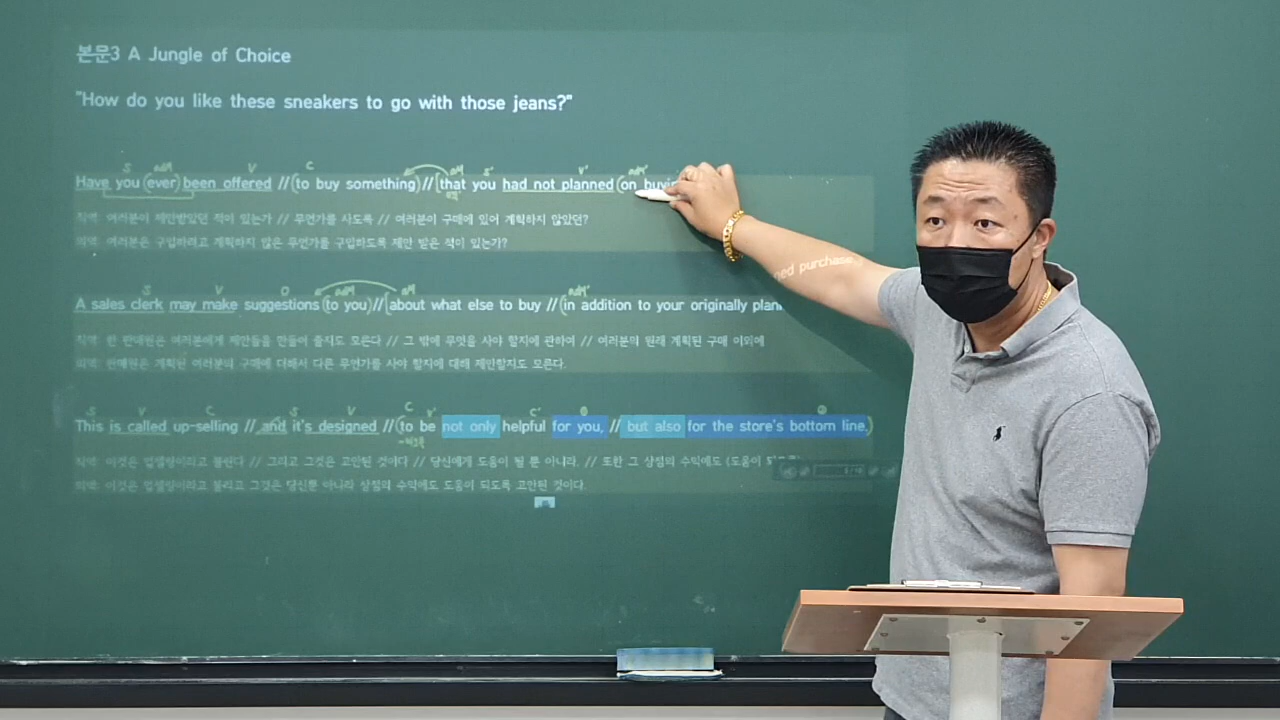 본문3 A Jungle of Choice
"How do you like these sneakers to go with those jeans?"
S adv V C S' V'
Have you (ever) been offered // (to buy something) // (that you had not planned (on buyi
직역: 여러분이 제안받았던 적이 있는가 // 무언가를 사도록 // 여러분이 구매에 있어 계획하지 않았던?
의역: 여러분은 구입하려고 계획하지 않은 무언가를 구입하도록 제안 받은 적이 있는가?
S V O
A sales clerk may make suggestions (to you) // (about what else to buy // (in addition to your originally planned purchase.
직역: 한 판매원은 여러분에게 제안들을 만들어 줄지도 모른다 // 그 밖에 무엇을 사야 할지에 관하여 // 여러분의 원래 계획된 구매 이외에
의역: 판매원은 계획된 여러분의 구매에 더해서 다른 무언가를 사야 할지에 대해 제안할지도 모른다.
S V C S V C V' C' ① ②
This is called up-selling // and it's designed // (to be not only helpful for you, // but also for the store's bottom line.)
직역: 이것은 업셀링이라고 불린다 // 그리고 그것은 고안된 것이다 // 당신에게 도움이 될 뿐 아니라. // 또한 그 상점의 수익에도 (도움이
의역: 이것은 업셀링이라고 불리고 그것은 당신뿐 아니라 상점의 수익에도 도움이 되도록 고안된 것이다.